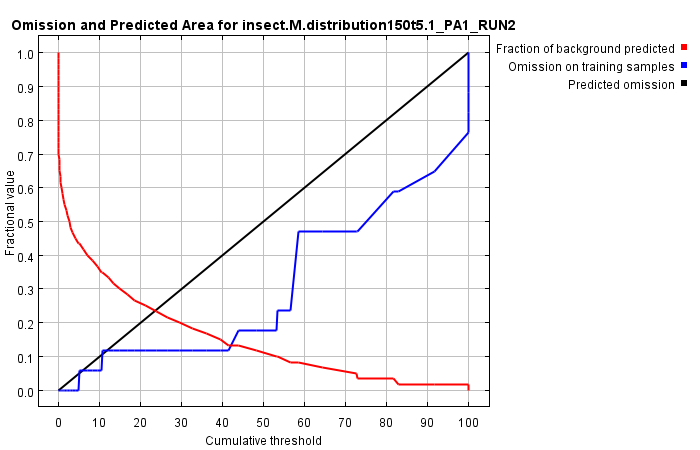 Omission and Predicted Area for insect.M.distribution150t5.1_PA1_RUN2
Fraction of background predicted
Omission on training samples
Predicted omission
Fractional value
1.0
0.9
0.8
0.7
0.6
0.5
0.4
0.3
0.2
0.1
0.0
0 10 20 30 40 50 60 70 80 90 100
Cumulative threshold